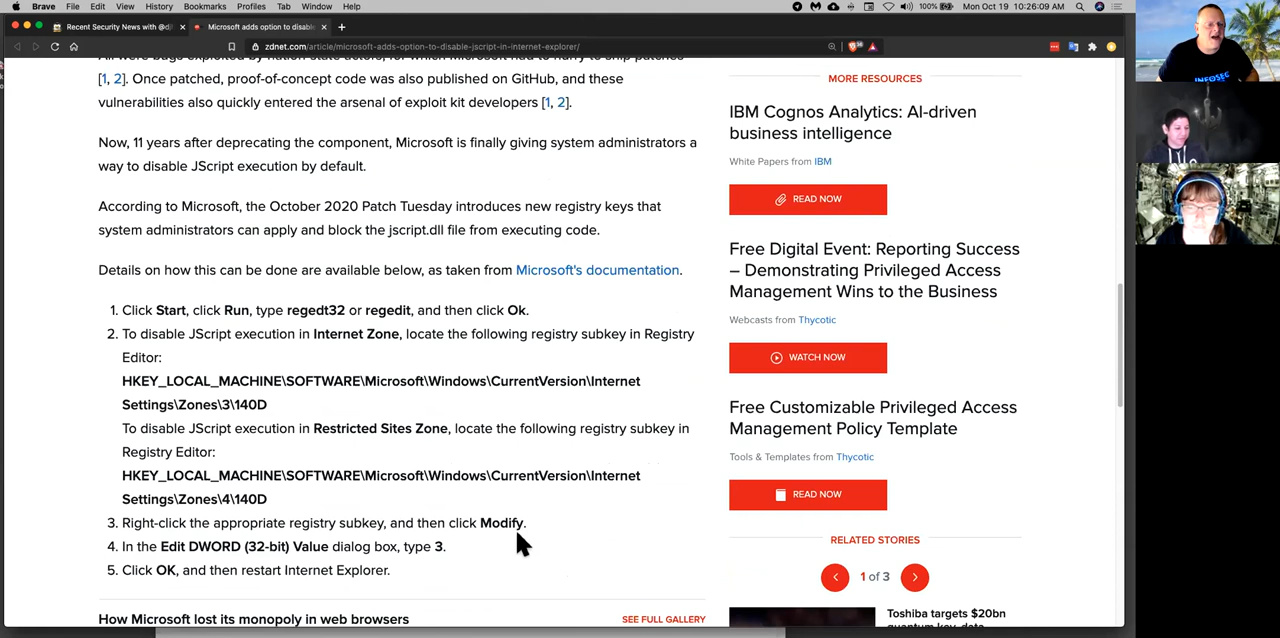 Brave File Edit View History Bookmarks Profiles Tab Window Help
100% Mon Oct 19 10:26:09 AM
Recent Security News with @dj
Microsoft adds option to disable
zdnet.com/article/microsoft-adds-option-to-disable-jscript-in-internet-explorer/
[1, 2]. Once patched, proof-of-concept code was also published on GitHub, and these
vulnerabilities also quickly entered the arsenal of exploit kit developers [1, 2].
Now, 11 years after deprecating the component, Microsoft is finally giving system administrators a
way to disable JScript execution by default.
According to Microsoft, the October 2020 Patch Tuesday introduces new registry keys that
system administrators can apply and block the jscript.dll file from executing code.
Details on how this can be done are available below, as taken from Microsoft's documentation.
1. Click Start, click Run, type regedt32 or regedit, and then click Ok.
2. To disable JScript execution in Internet Zone, locate the following registry subkey in Registry
Editor:
HKEY_LOCAL_MACHINE\SOFTWARE\Microsoft\Windows\CurrentVersion\Internet
Settings\Zones\3\140D
To disable JScript execution in Restricted Sites Zone, locate the following registry subkey in
Registry Editor:
HKEY_LOCAL_MACHINE\SOFTWARE\Microsoft\Windows\CurrentVersion\Internet
Settings\Zones\4\140D
3. Right-click the appropriate registry subkey, and then click Modify.
4. In the Edit DWORD (32-bit) Value dialog box, type 3.
5. Click OK, and then restart Internet Explorer.
How Microsoft lost its monopoly in web browsers
SEE FULL GALLERY
MORE RESOURCES
IBM Cognos Analytics: AI-driven
business intelligence
White Papers from IBM
READ NOW
Free Digital Event: Reporting Success
– Demonstrating Privileged Access
Management Wins to the Business
Webcasts from Thycotic
WATCH NOW
Free Customizable Privileged Access
Management Policy Template
Tools & Templates from Thycotic
READ NOW
RELATED STORIES
1 of 3
Toshiba targets $20bn
INFOSEC